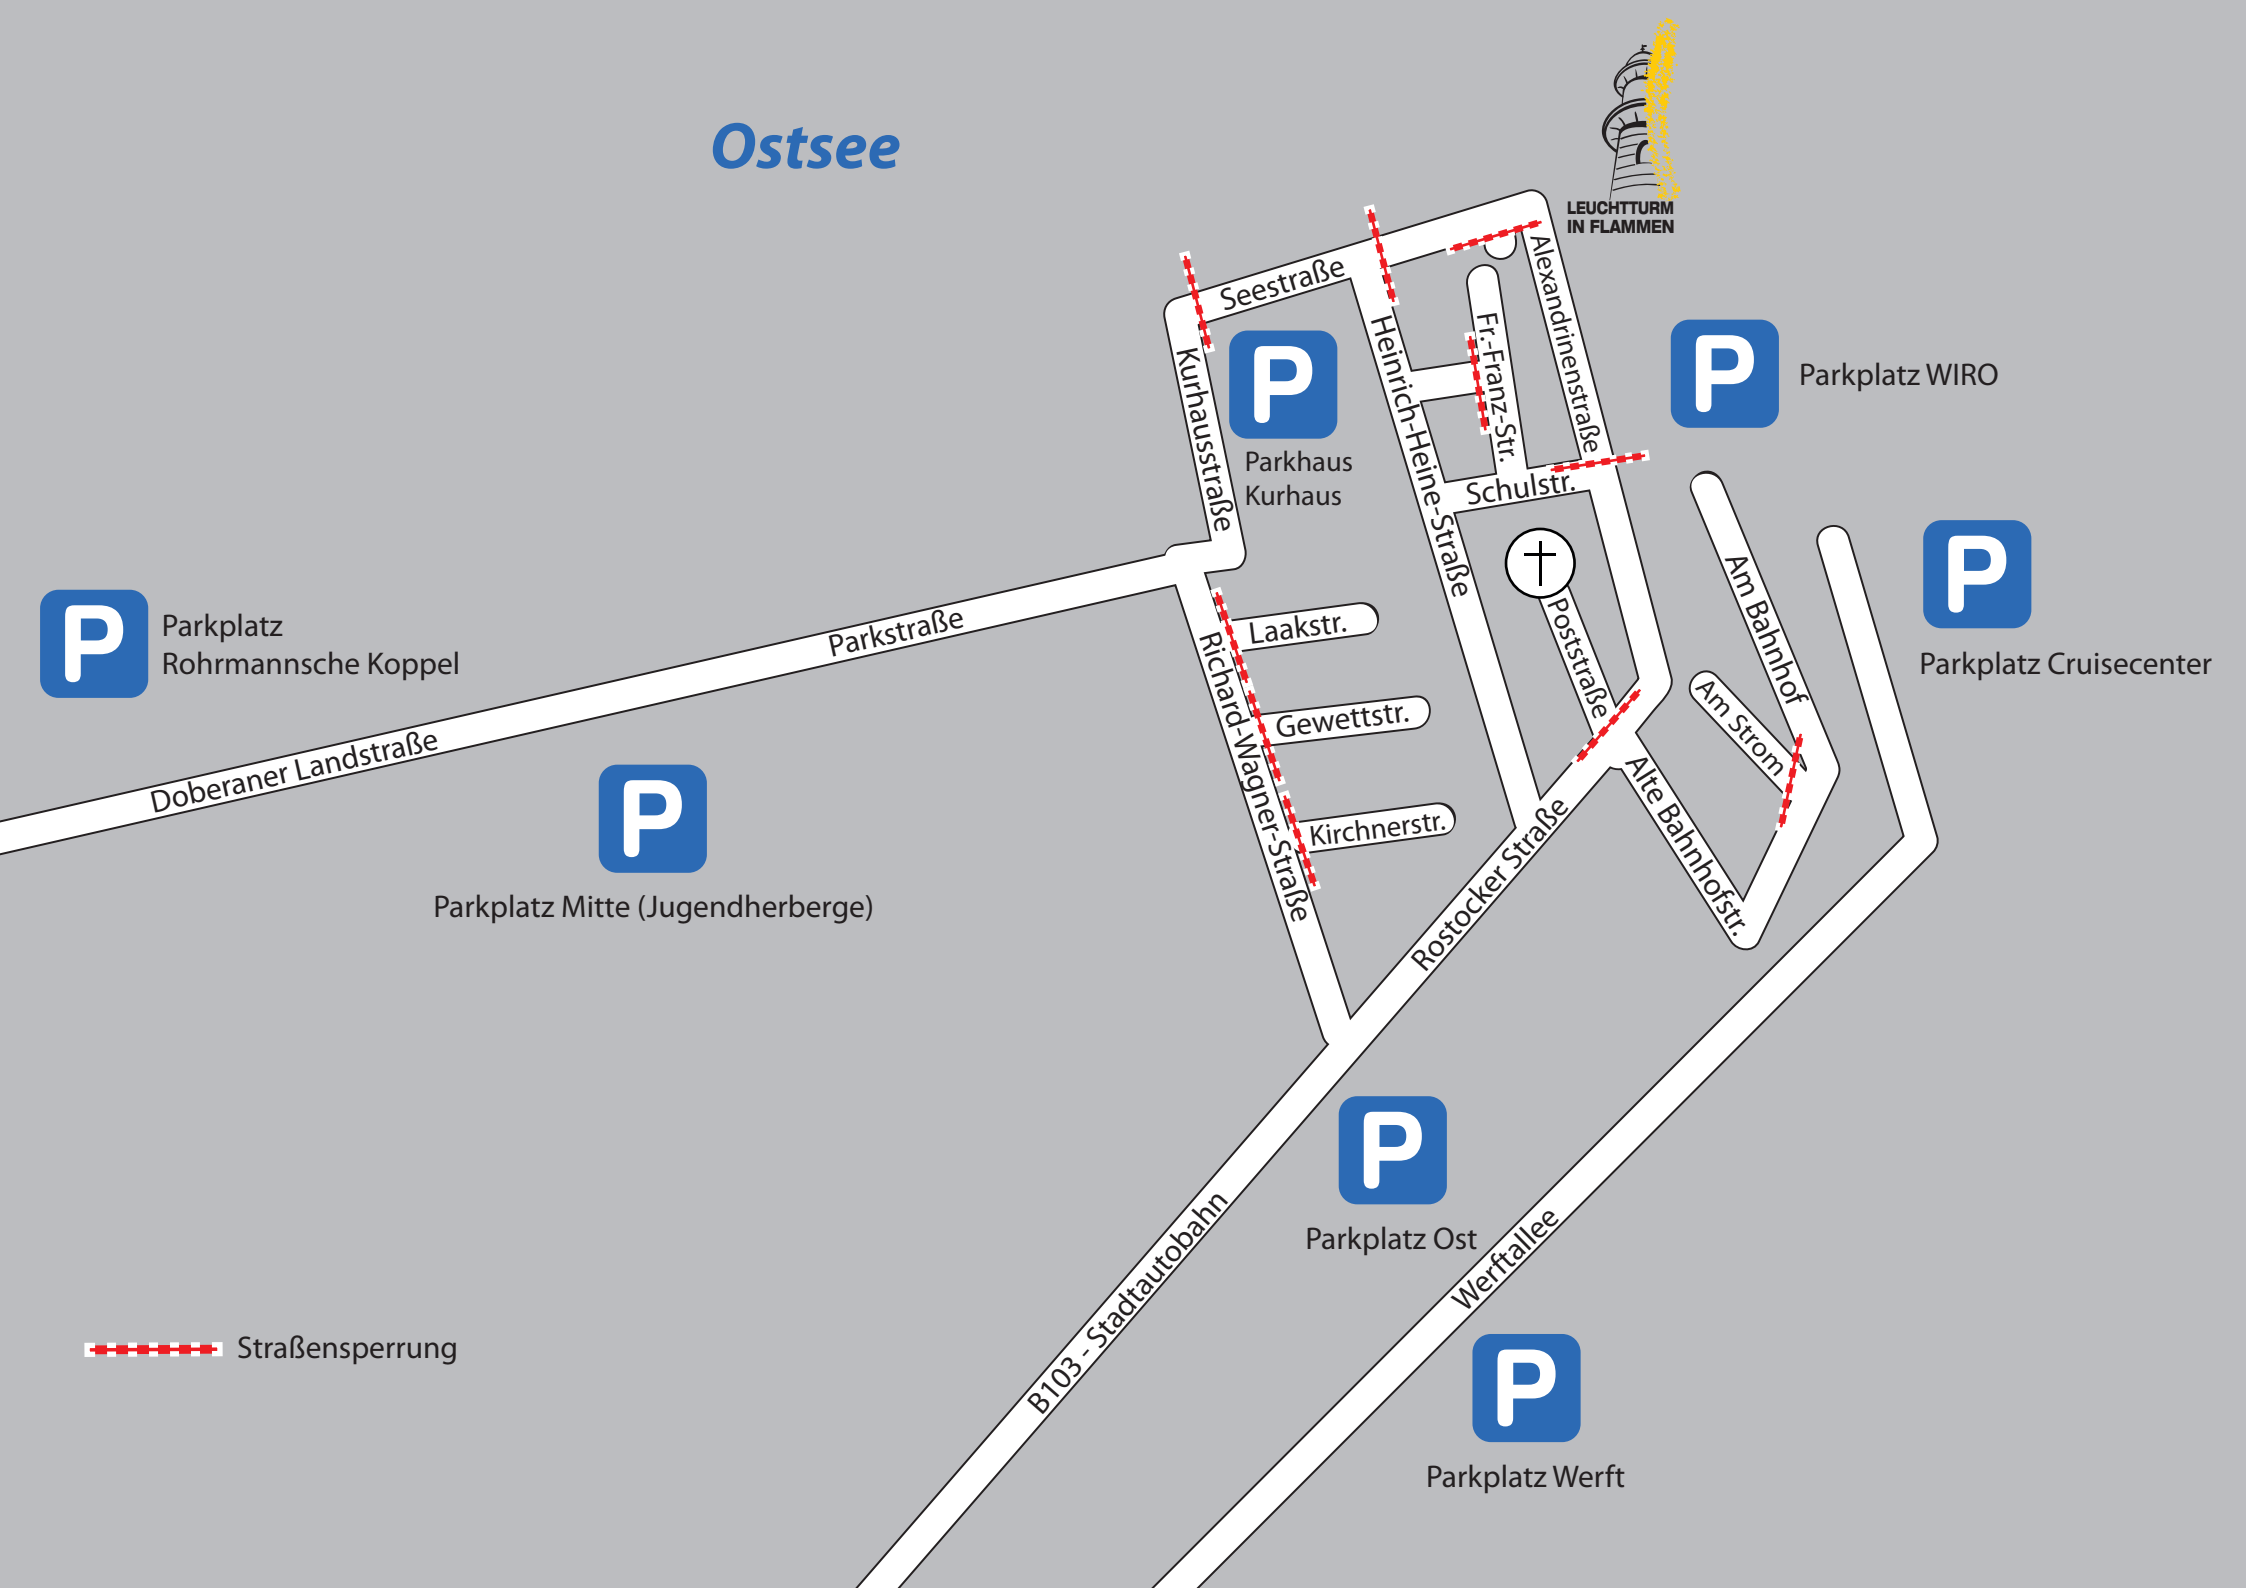 Ostsee
LEUCHTTURM
IN FLAMMEN
Seestraße
Alexandrinenstraße
Kurhausstraße
Heinrich-Heine-Straße
Fr.-Franz-Str.
P
Parkhaus
Kurhaus
P
Parkplatz WIRO
Schulstr.
P
Parkplatz Cruisecenter
Am Bahnhof
P
Parkplatz
Rohrmannsche Koppel
Parkstraße
Laakstr.
Poststraße
Richard-Wagner-Straße
Gewettstr.
Am Strom
Doberaner Landstraße
P
Parkplatz Mitte (Jugendherberge)
Kirchnerstr.
Alte Bahnhofstr.
Rostocker Straße
P
Parkplatz Ost
B103 - Stadtautobahn
Werftallee
Straßensperrung
P
Parkplatz Werft